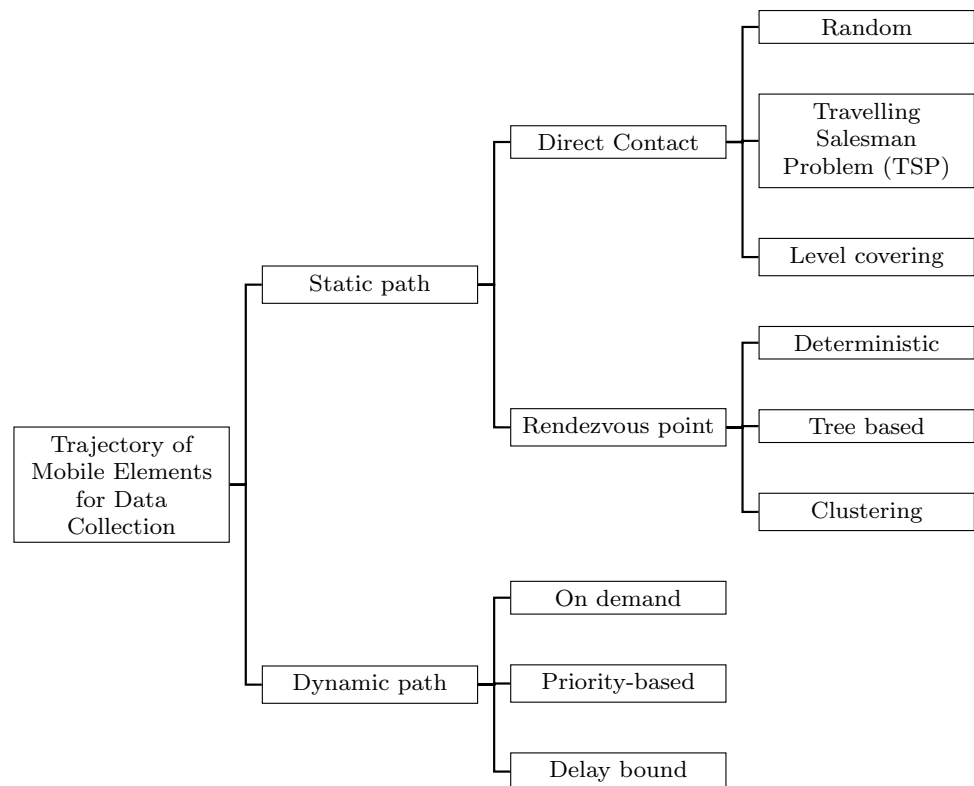 Random
Travelling
Salesman
Problem (TSP)
Direct Contact
Level covering
Static path
Deterministic
Rendezvous point
Tree based
Trajectory of
Mobile Elements
for Data
Collection
Clustering
On demand
Dynamic path
Priority-based
Delay bound